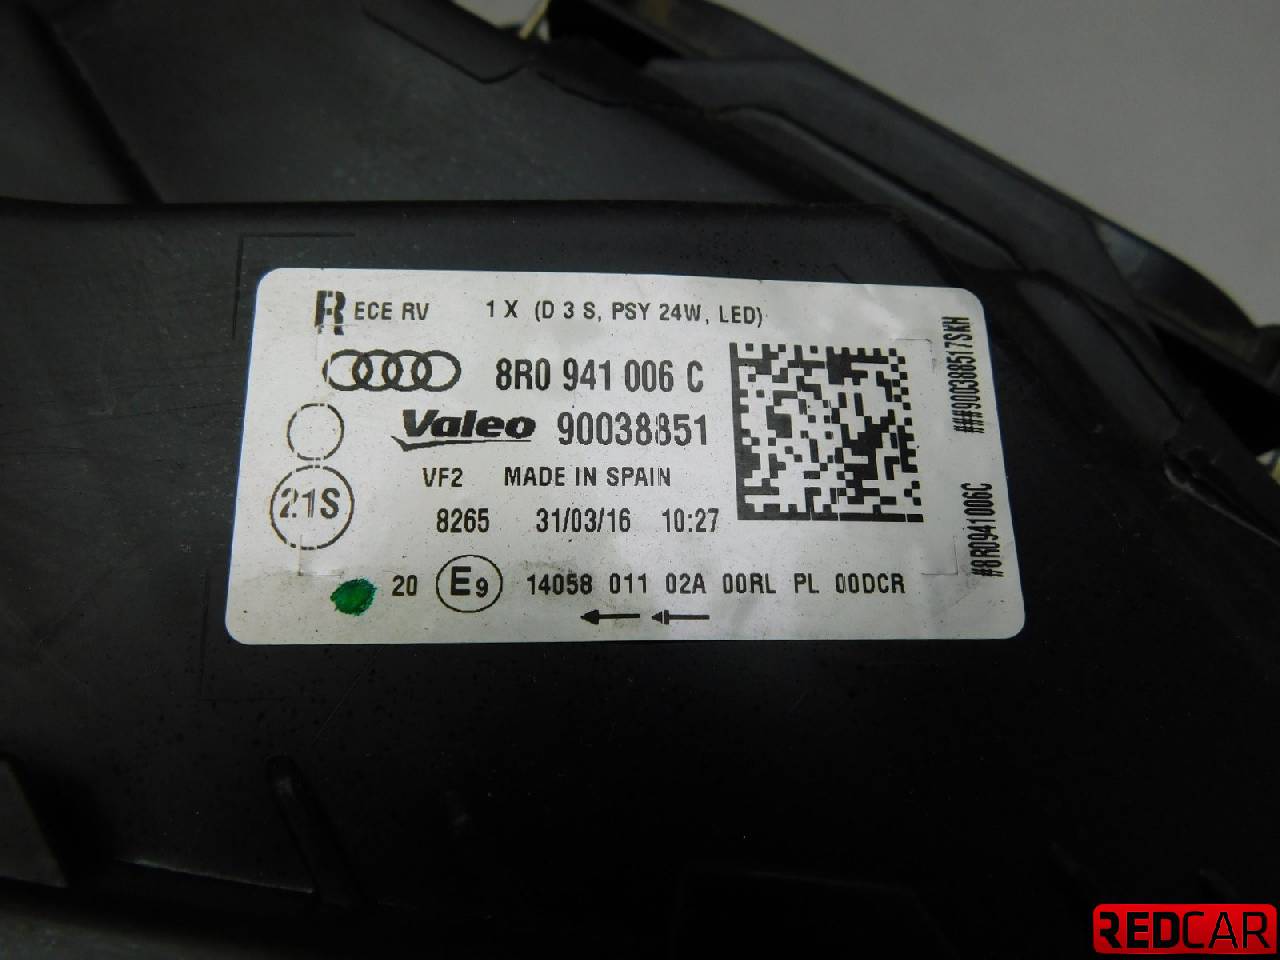 R ECE RV 1 X (D 3 S, PSY 24W, LED)
8R0 941 006 C
Valeo 90038851
VF2 MADE IN SPAIN
21S
8265 31/03/16 10:27
20 E9 14058 011 02A 00RL PL 00DCR
###900388517SKH
#8R0941006C
REDCAR